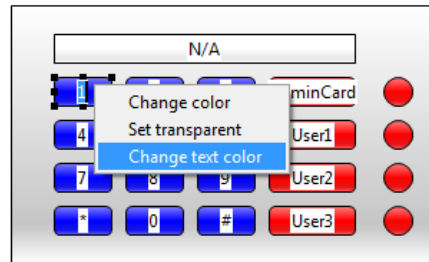 N/A
1 minCard
Change color
4 Set transparent User1
Change text color
7 8 9 User2
* 0 # User3